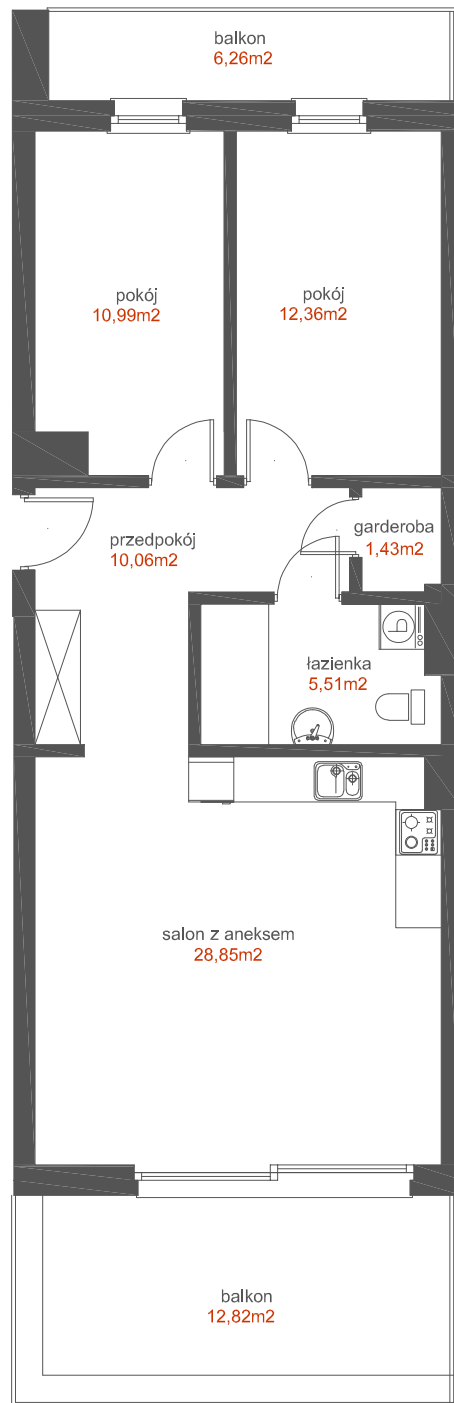 balkon
6,26m2
pokój
10,99m2
pokój
12,36m2
przedpokój
10,06m2
garderoba
1,43m2
łazienka
5,51m2
salon z aneksem
28,85m2
balkon
12,82m2